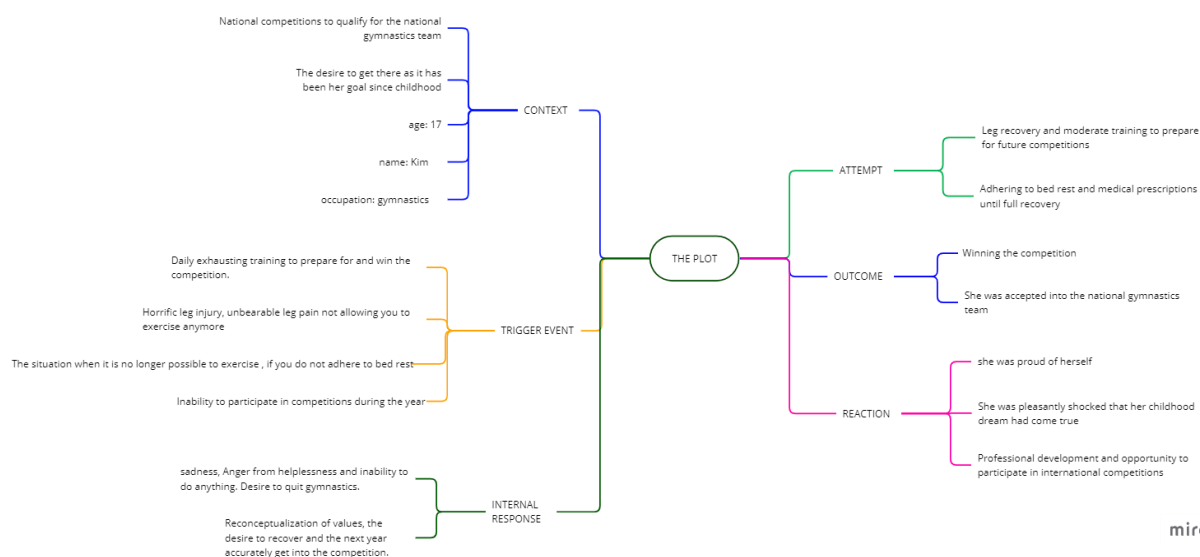 National competitions to qualify for the national
gymnastics team
The desire to get there as it has
been her goal since childhood
age: 17
name: Kim
occupation: gymnastics
CONTEXT
Daily exhausting training to prepare for and win the
competition.
Horrific leg injury, unbearable leg pain not allowing you to
exercise anymore
The situation when it is no longer possible to exercise , if you do not adhere to bed rest
Inability to participate in competitions during the year
TRIGGER EVENT
sadness, Anger from helplessness and inability to
do anything. Desire to quit gymnastics.
Reconceptualization of values, the
desire to recover and the next year
accurately get into the competition.
INTERNAL
RESPONSE
THE PLOT
ATTEMPT
Leg recovery and moderate training to prepare
for future competitions
Adhering to bed rest and medical prescriptions
until full recovery
OUTCOME
Winning the competition
She was accepted into the national gymnastics
team
REACTION
she was proud of herself
She was pleasantly shocked that her childhood
dream had come true
Professional development and opportunity to
participate in international competitions